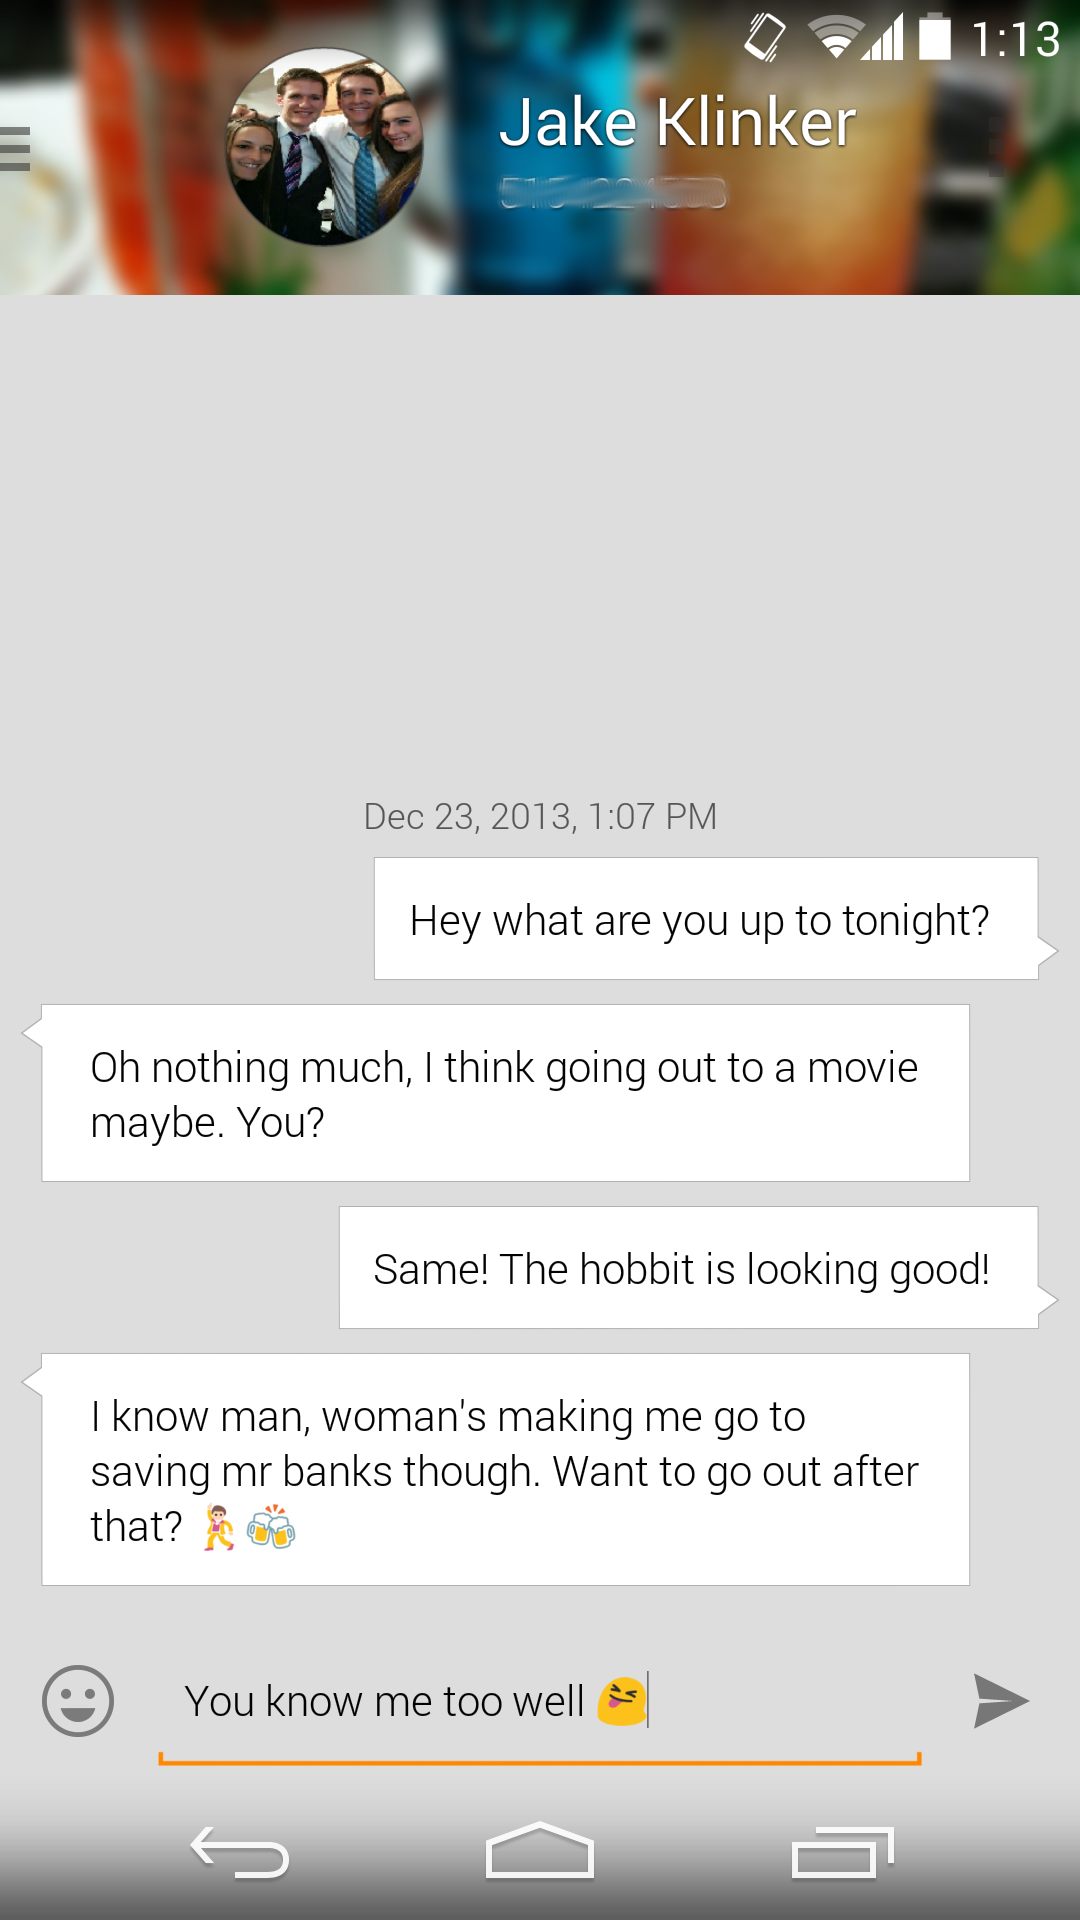 1:13
Jake Klinker
Dec 23, 2013, 1:07 PM
Hey what are you up to tonight?
Oh nothing much, I think going out to a movie
maybe. You?
Same! The hobbit is looking good!
I know man, woman's making me go to
saving mr banks though. Want to go out after
that? 🕺🍻
You know me too well 😝